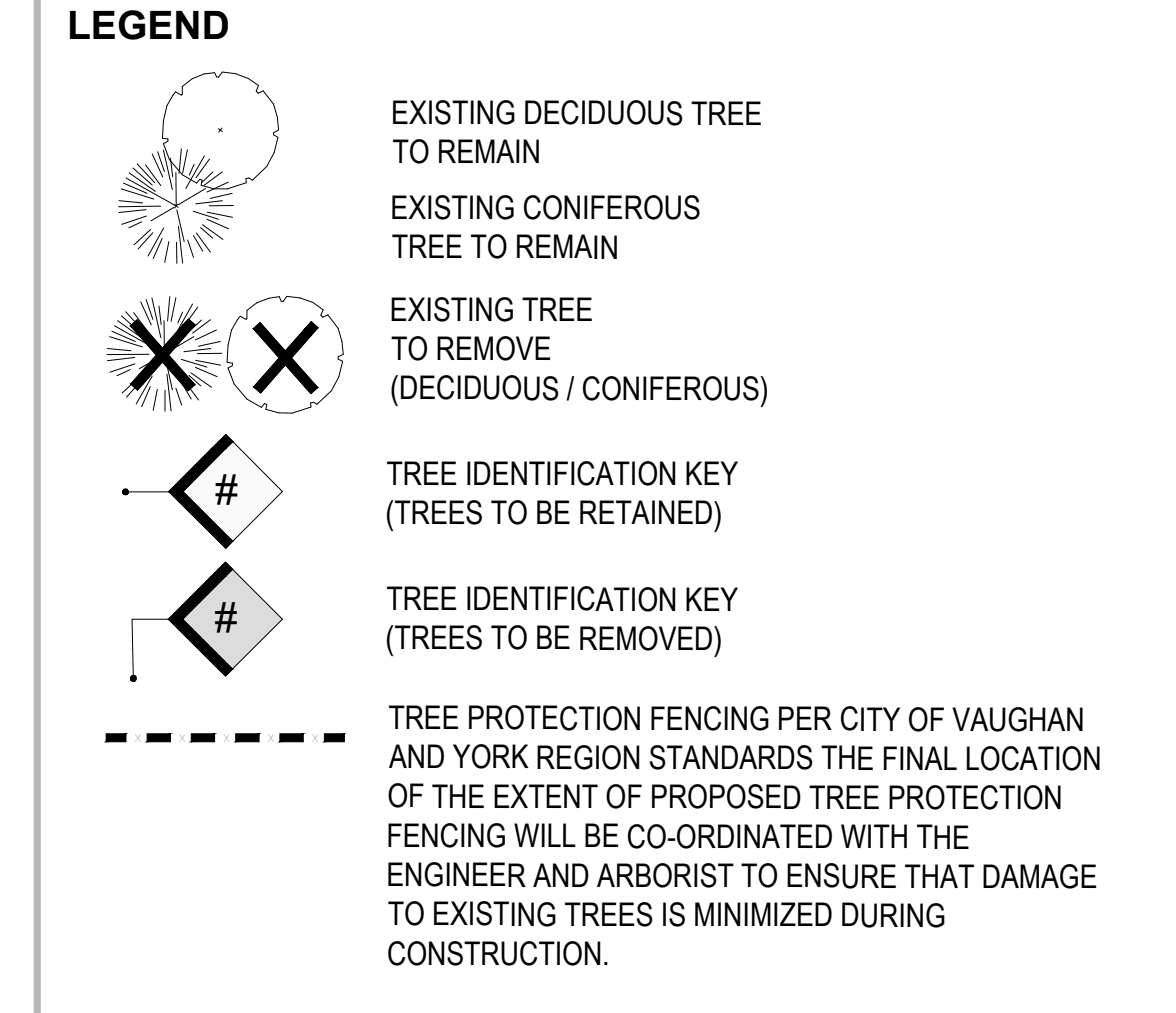 LEGEND
EXISTING DECIDUOUS TREE
TO REMAIN
EXISTING CONIFEROUS
TREE TO REMAIN
EXISTING TREE
TO REMOVE
(DECIDUOUS / CONIFEROUS)
#
TREE IDENTIFICATION KEY
(TREES TO BE RETAINED)
#
TREE IDENTIFICATION KEY
(TREES TO BE REMOVED)
TREE PROTECTION FENCING PER CITY OF VAUGHAN
AND YORK REGION STANDARDS THE FINAL LOCATION
OF THE EXTENT OF PROPOSED TREE PROTECTION
FENCING WILL BE CO-ORDINATED WITH THE
ENGINEER AND ARBORIST TO ENSURE THAT DAMAGE
TO EXISTING TREES IS MINIMIZED DURING
CONSTRUCTION.